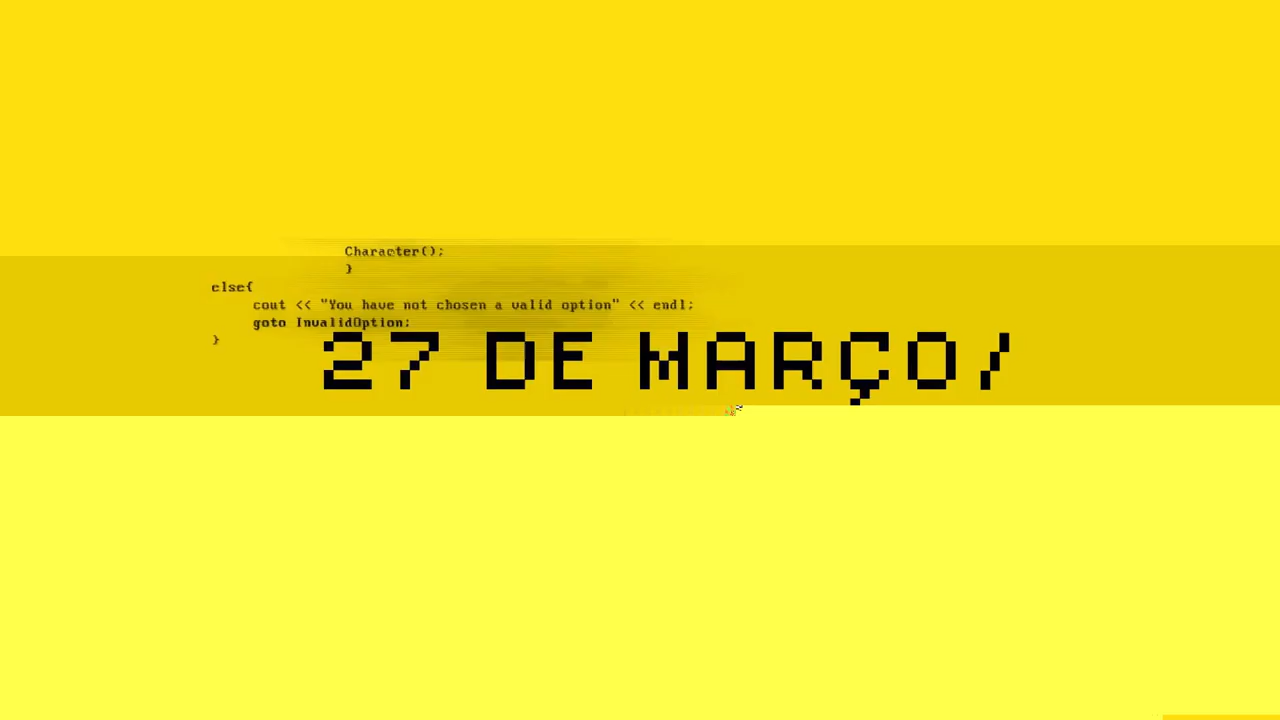 Character();
}
else{
cout << "You have not chosen a valid option" << endl;
goto InvalidOption;
}
27 DE MARÇO/